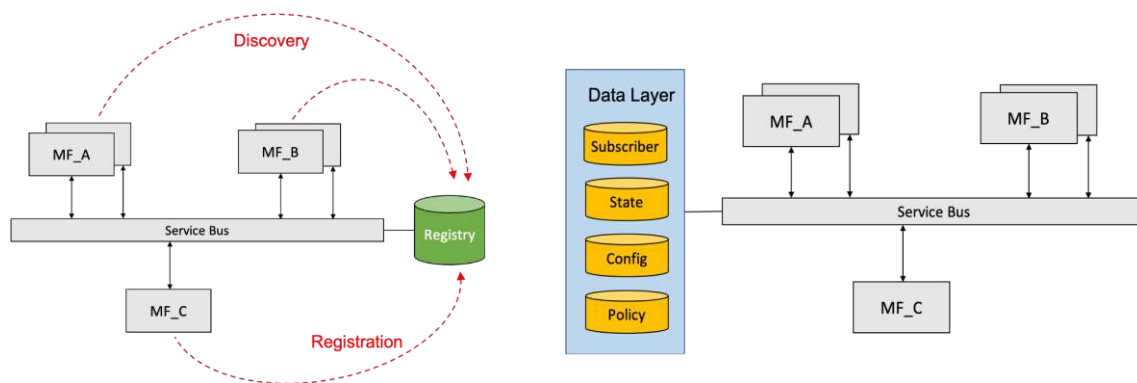 Discovery
MF_A
MF_B
Service Bus
Registry
MF_C
Registration
Data Layer
Subscriber
State
Config
Policy
MF_A
MF_B
Service Bus
MF_C